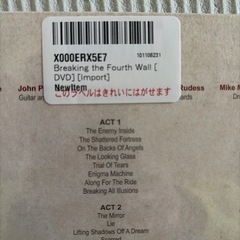 X000ERX5E7
101108231
Breaking the Fourth Wall [
DVD] [Import]
NewItem
このラベルはきれいにはがせます
John P
Rudess
Mike M
Guitar and
ds
Drum
ACT 1
The Enemy Inside
The Shattered Fortress
On The Backs Of Angels
The Looking Glass
Trial Of Tears
Enigma Machine
Along For The Ride
Breaking All Illusions
ACT 2
The Mirror
Lie
Lifting Shadows Off A Dream